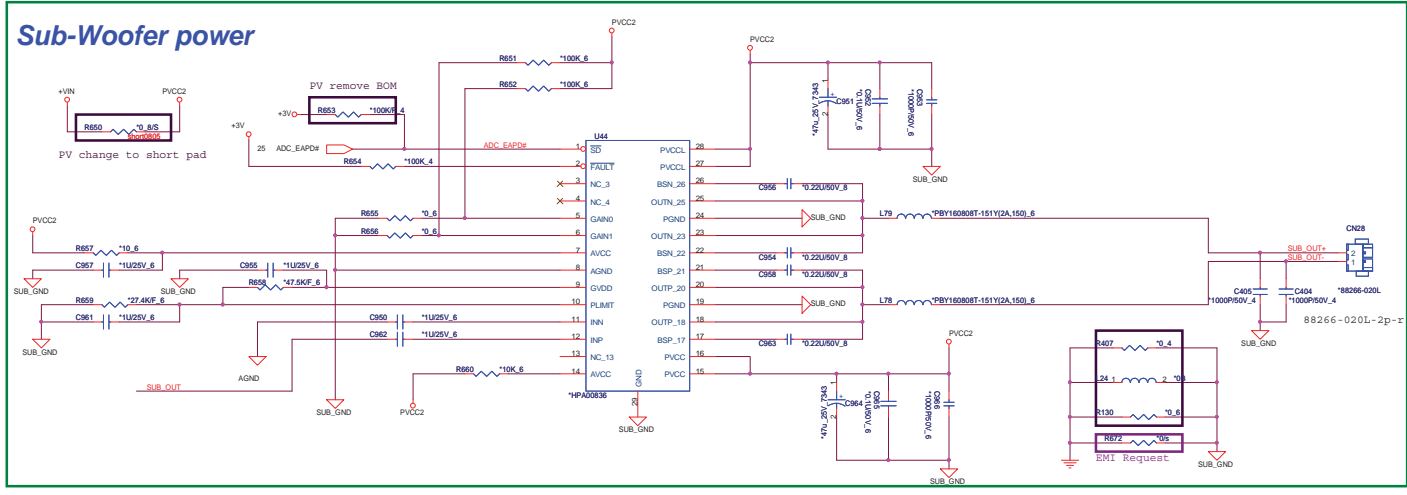 Sub-Woofer power
PVCC2
R651
*100K_6
R652
*100K_6
+VIN
PVCC2
R650
*0_8/S
short0805
PV change to short pad
PV remove BOM
+3V
R653
*100K/F_4
+3V
25
ADC_EAPD#
ADC_EAPD#
R654
*100K_4
U44
1
SD
2
FAULT
3
NC_3
4
NC_4
5
GAIN0
6
GAIN1
7
AVCC
8
AGND
9
GVDD
10
PLIMIT
11
INN
12
INP
13
NC_13
14
AVCC
PVCCL
28
PVCCL
27
BSN_26
26
OUTN_25
25
PGND
24
OUTN_23
23
BSN_22
22
BSP_21
21
OUTP_20
20
PGND
19
OUTP_18
18
BSP_17
17
PVCC
16
PVCC
15
GND
29
*HPA00836
SUB_GND
R655
*0_6
R656
*0_6
PVCC2
R657
*10_6
C957
*1U/25V_6
SUB_GND
C955
*1U/25V_6
SUB_GND
R658
*47.5K/F_6
R659
*27.4K/F_6
C961
*1U/25V_6
SUB_GND
C950
*1U/25V_6
C962
*1U/25V_6
AGND
SUB_OUT
SUB_GND
R660
*10K_6
PVCC2
PVCC2
1
+
2
C951
*47u_25V_7343
C952
*0.1U/50V_6
C953
*1000P/50V_6
SUB_GND
C956
*0.22U/50V_8
SUB_GND
C954
*0.22U/50V_8
C958
*0.22U/50V_8
SUB_GND
C963
*0.22U/50V_8
L79
*PBY160808T-151Y(2A,150)_6
L78
*PBY160808T-151Y(2A,150)_6
CN28
SUB_OUT+
SUB_OUT-
2
1
*88266-020L
88266-020L-2p-r
C405
*1000P/50V_4
C404
*1000P/50V_4
SUB_GND
PVCC2
1
+
2
C964
*47u_25V_7343
C965
*0.1U/50V_6
C966
*1000P/50V_6
SUB_GND
R407
*0_4
L24
1
2
R130
*0_6
R672
*0/s
EMI Request
SUB_GND